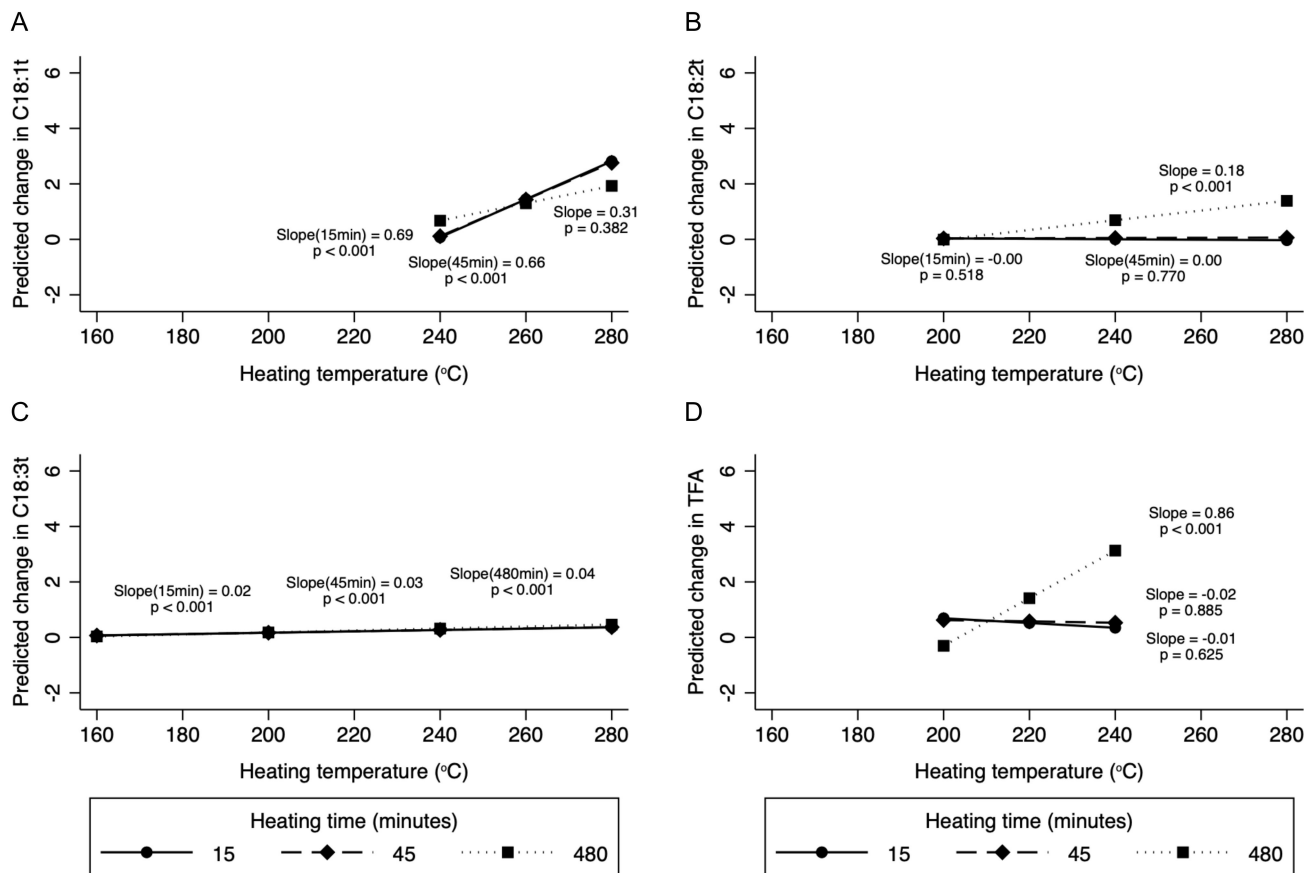 A
Predicted change in C18:1t
6
4
2
0
-2
Slope(15min) = 0.69
p < 0.001
Slope(45min) = 0.66
p < 0.001
Slope = 0.31
p = 0.382
160 180 200 220 240 260 280
Heating temperature (°C)
B
Predicted change in C18:2t
6
4
2
0
-2
Slope = 0.18
p < 0.001
Slope(15min) = -0.00
p = 0.518
Slope(45min) = 0.00
p = 0.770
160 180 200 220 240 260 280
Heating temperature (°C)
C
Predicted change in C18:3t
6
4
2
0
-2
Slope(15min) = 0.02
p < 0.001
Slope(45min) = 0.03
p < 0.001
Slope(480min) = 0.04
p < 0.001
160 180 200 220 240 260 280
Heating temperature (°C)
Heating time (minutes)
15 45 480
D
Predicted change in TFA
6
4
2
0
-2
Slope = 0.86
p < 0.001
Slope = -0.02
p = 0.885
Slope = -0.01
p = 0.625
160 180 200 220 240 260 280
Heating temperature (°C)
Heating time (minutes)
15 45 480